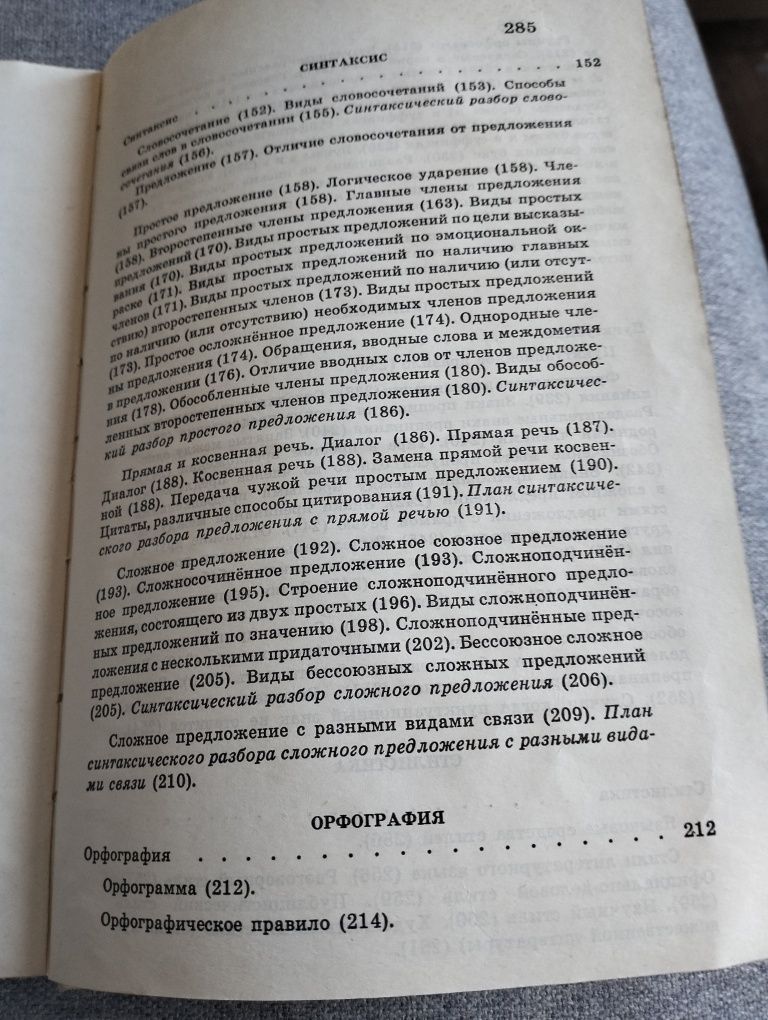 285
СИНТАКСИС
Синтаксис . . . . . . . . . . . . . . . . . . 152
Словосочетание (152). Виды словосочетаний (153). Способы
связи слов в словосочетании (155). Синтаксический разбор слово-
сочетания (156).
Предложение (157). Отличие словосочетания от предложения
(157).
Простое предложение (158). Логическое ударение (158). Чле-
ны простого предложения (158). Главные члены предложения
(158). Второстепенные члены предложения (163). Виды простых
предложений (170). Виды простых предложений по цели высказы-
вания (170). Виды простых предложений по эмоциональной ок-
раске (171). Виды простых предложений по наличию главных
членов (171). Виды простых предложений по наличию (или отсут-
ствию) второстепенных членов (173). Виды простых предложений
по наличию (или отсутствию) необходимых членов предложения
(173). Простое осложнённое предложение (174). Однородные чле-
ны предложения (174). Обращения, вводные слова и междометия
в предложении (176). Отличие вводных слов от членов предложе-
ния (178). Обособленные члены предложения (180). Виды обособ-
ленных второстепенных членов предложения (180). Синтаксичес-
кий разбор простого предложения (186).
Прямая и косвенная речь. Диалог (186). Прямая речь (187).
Диалог (188). Косвенная речь (188). Замена прямой речи косвен-
ной (188). Передача чужой речи простым предложением (190).
Цитаты, различные способы цитирования (191). План синтаксиче-
ского разбора предложения с прямой речью (191).
Сложное предложение (192). Сложное союзное предложение
(193). Сложносочинённое предложение (193). Сложноподчинён-
ное предложение (195). Строение сложноподчинённого предло-
жения, состоящего из двух простых (196). Виды сложноподчинён-
ных предложений по значению (198). Сложноподчинённые пред-
ложения с несколькими придаточными (202). Бессоюзное сложное
предложение (205). Виды бессоюзных сложных предложений
(205). Синтаксический разбор сложного предложения (206).
Сложное предложение с разными видами связи (209). План
синтаксического разбора сложного предложения с разными вида-
ми связи (210).
ОРФОГРАФИЯ
Орфография . . . . . . . . . . . . . . . . . . 212
Орфограмма (212).
Орфографическое правило (214).